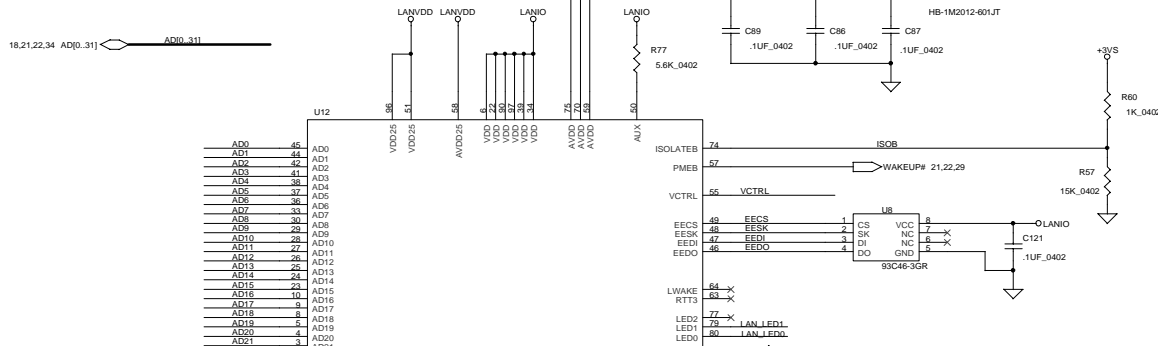 LANVDD LANVDD LANIO LANIO
HB-1M2012-601JT
18,21,22,34 AD[0..31] AD[0..31]
C89 .1UF_0402
C86 .1UF_0402
C87 .1UF_0402
R77
5.6K_0402
+3VS
R60
1K_0402
U12
96 51 58 6 22 90 97 39 34 75 70 59 50
VDD25 VDD25 AVDD25 VDD VDD VDD VDD VDD VDD AVDD AVDD AVDD AUX
AD0 45 AD0
AD1 44 AD1
AD2 42 AD2
AD3 41 AD3
AD4 38 AD4
AD5 37 AD5
AD6 36 AD6
AD7 33 AD7
AD8 30 AD8
AD9 29 AD9
AD10 28 AD10
AD11 27 AD11
AD12 26 AD12
AD13 25 AD13
AD14 24 AD14
AD15 23 AD15
AD16 10 AD16
AD17 9 AD17
AD18 8 AD18
AD19 5 AD19
AD20 4 AD20
AD21 3
ISOLATEB 74 ISOB
PMEB 57 WAKEUP# 21,22,29
R57
15K_0402
VCTRL 55 VCTRL
EECS 49 EECS 1
EESK 48 EESK 2
EEDI 47 EEDI 3
EEDO 46 EEDO 4
U8
CS VCC 8
SK NC 7
DI NC 6
DO GND 5
93C46-3GR
LANIO
C121
.1UF_0402
LWAKE 64
RTT3 63
LED2 77
LED1 79 LAN_LED1
LED0 80 LAN_LED0